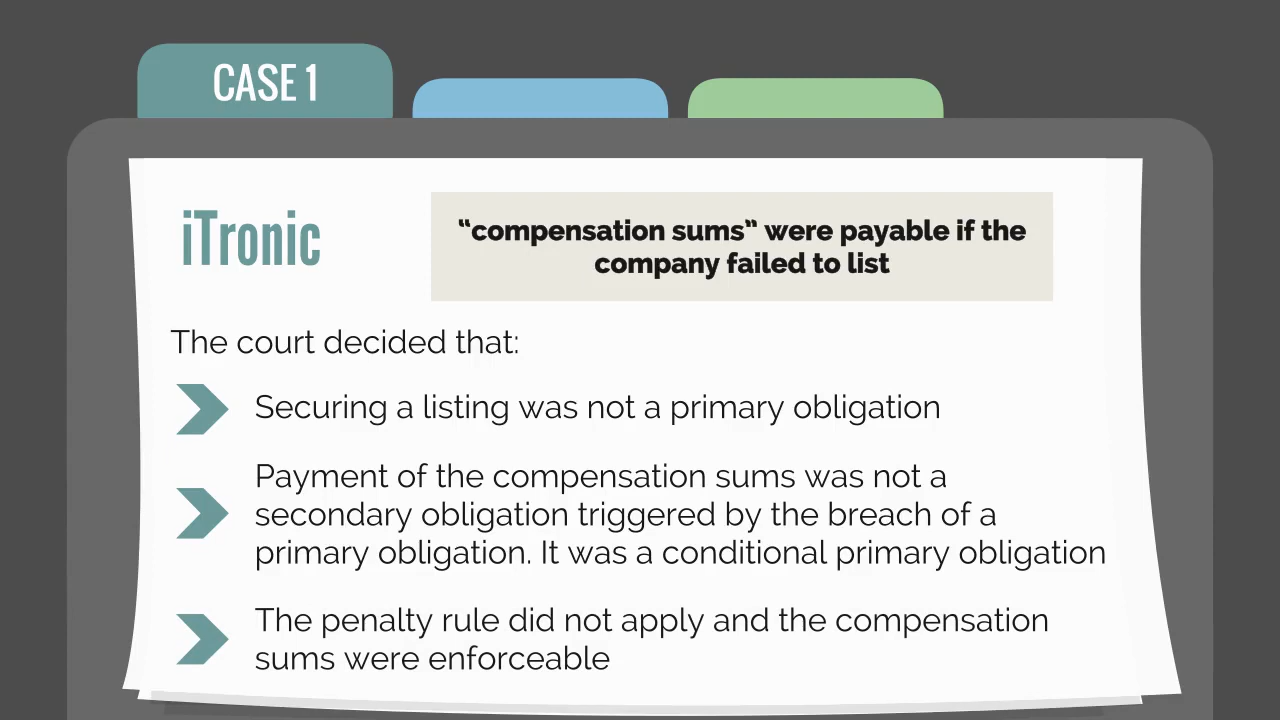 CASE 1
iTronic
“compensation sums” were payable if the
company failed to list
The court decided that:
Securing a listing was not a primary obligation
Payment of the compensation sums was not a
secondary obligation triggered by the breach of a
primary obligation. It was a conditional primary obligation
The penalty rule did not apply and the compensation
sums were enforceable